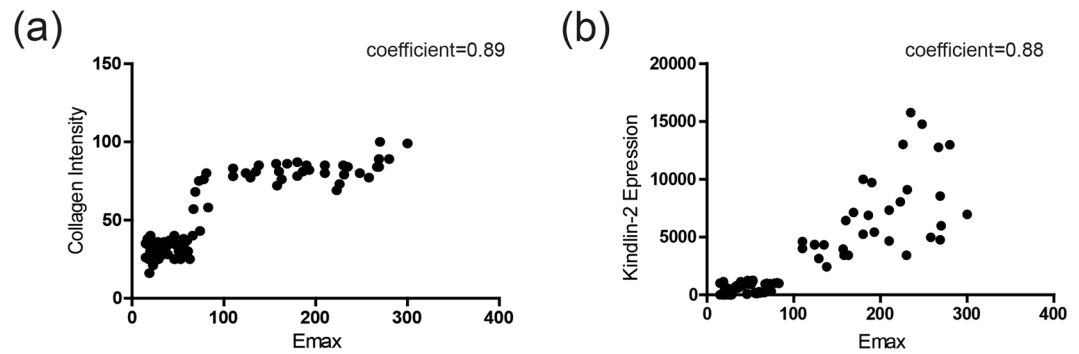 (a)
coefficient=0.89
150
100
50
0
Collagen Intensity
0 100 200 300 400
Emax
(b)
coefficient=0.88
20000
15000
10000
5000
0
Kindlin-2 Epression
0 100 200 300 400
Emax